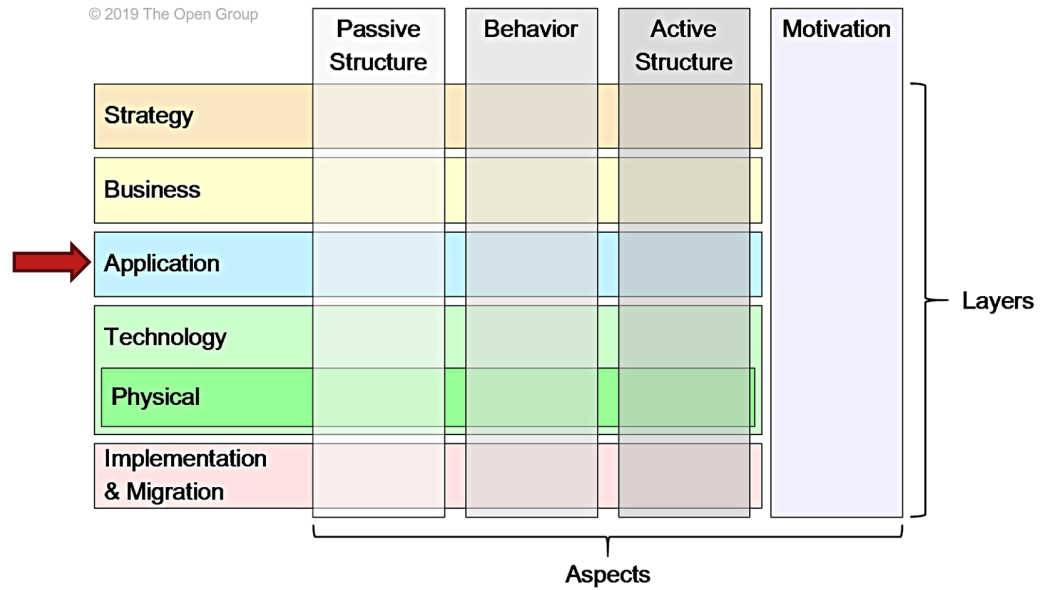 © 2019 The Open Group
Passive
Structure
Behavior
Active
Structure
Motivation
Strategy
Business
Application
Technology
Physical
Implementation
& Migration
Layers
Aspects